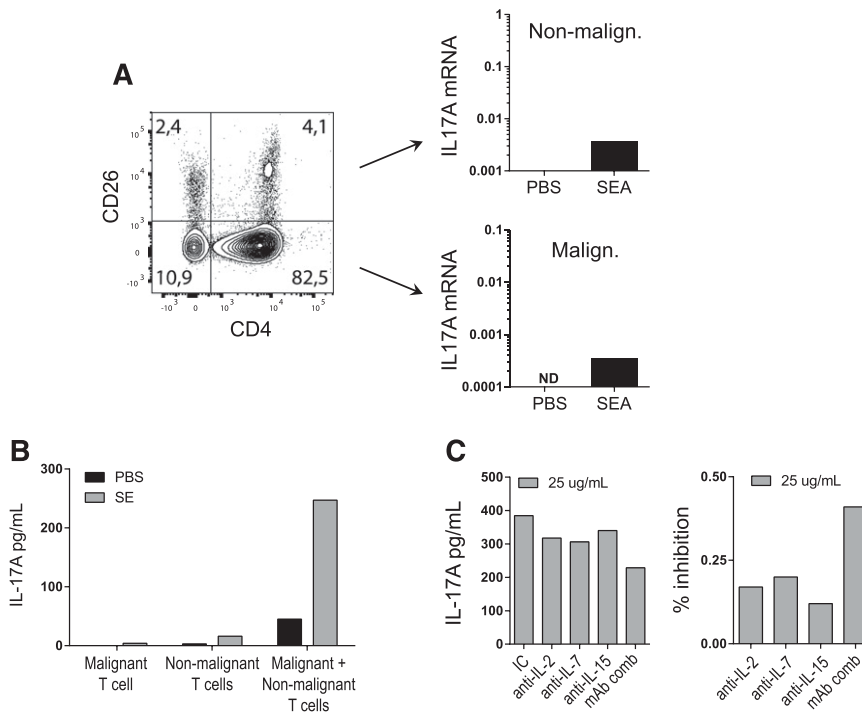 A
2,4
4,1
10,9
82,5
CD26
10 5
10 4
10 3
0
-10 3
-10 3
0
10 3
10 4
10 5
CD4
Non-malign.
IL17A mRNA
1
0.1
0.01
0.001
PBS
SEA
Malign.
IL17A mRNA
0.1
0.01
0.001
0.0001
ND
PBS
SEA
B
PBS
SE
IL-17A pg/mL
300
200
100
0
Malignant
T cell
Non-malignant
T cells
Malignant +
Non-malignant
T cells
C
25 ug/mL
IL-17A pg/mL
500
400
300
200
100
0
IC
anti-IL-2
anti-IL-7
anti-IL-15
mAb comb
25 ug/mL
% inhibition
0.50
0.25
0.00
anti-IL-2
anti-IL-7
anti-IL-15
mAb comb